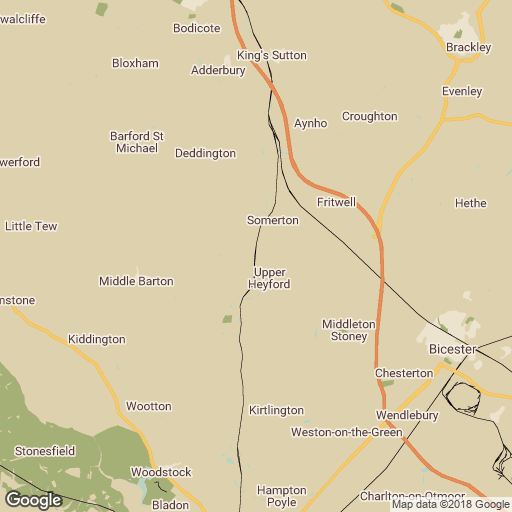 walcliffe
Bodicote
King's Sutton
Brackley
Bloxham
Adderbury
Evenley
Aynho
Croughton
Barford St
Michael
Deddington
werford
Fritwell
Hethe
Little Tew
Somerton
Middle Barton
Upper
Heyford
nstone
Kiddington
Middleton
Stoney
Bicester
Chesterton
Wootton
Kirtlington
Wendlebury
Weston-on-the-Green
Stonesfield
Woodstock
Hampton
Poyle
Charlton-on-Otmoor
Bladon
Google
Google
Map data ©2018 Google